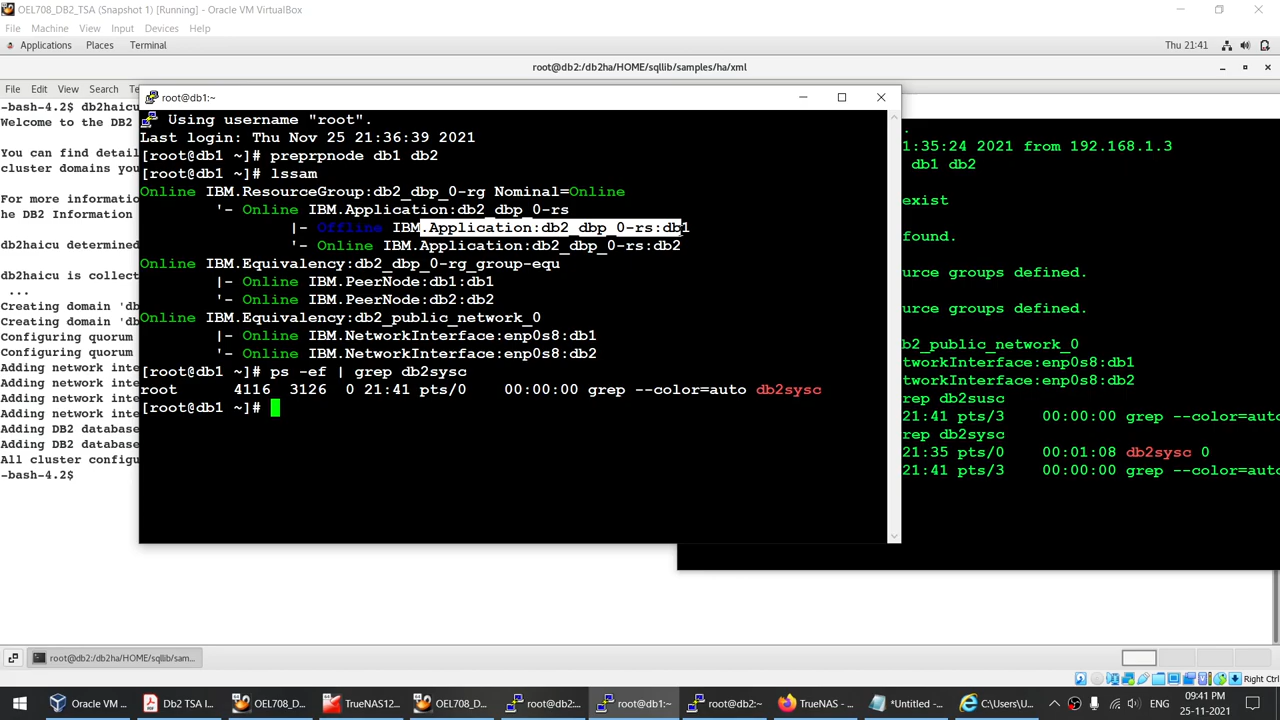 OEL708_DB2_TSA (Snapshot 1) [Running] - Oracle VM VirtualBox
File Machine View Input Devices Help
Applications Places Terminal Thu 21:41
root@db2:/db2ha/HOME/sqllib/samples/ha/xml
File Edit View Search Te
-bash-4.2$ db2haicu
Welcome to the DB2
You can find detail
cluster domains you
For more informatio
he DB2 Information
db2haicu determined
db2haicu is collect
...
Creating domain 'db
Creating domain 'db
Configuring quorum
Configuring quorum
Adding network inte
Adding network inte
Adding network inte
Adding network inte
Adding DB2 database
Adding DB2 database
All cluster configu
-bash-4.2$
root@db1:~
Using username "root".
Last login: Thu Nov 25 21:36:39 2021
[root@db1 ~]# preprpnode db1 db2
[root@db1 ~]# lssam
Online IBM.ResourceGroup:db2_dbp_0-rg Nominal=Online
'- Online IBM.Application:db2_dbp_0-rs
|- Offline IBM.Application:db2_dbp_0-rs:db1
'- Online IBM.Application:db2_dbp_0-rs:db2
Online IBM.Equivalency:db2_dbp_0-rg_group-equ
|- Online IBM.PeerNode:db1:db1
'- Online IBM.PeerNode:db2:db2
Online IBM.Equivalency:db2_public_network_0
|- Online IBM.NetworkInterface:enp0s8:db1
'- Online IBM.NetworkInterface:enp0s8:db2
[root@db1 ~]# ps -ef | grep db2sysc
root 4116 3126 0 21:41 pts/0 00:00:00 grep --color=auto db2sysc
[root@db1 ~]#
.
1:35:24 2021 from 192.168.1.3
db1 db2
exist
found.
urce groups defined.
urce groups defined.
b2_public_network_0
tworkInterface:enp0s8:db1
tworkInterface:enp0s8:db2
rep db2susc
21:41 pts/3 00:00:00 grep --color=auto
rep db2sysc
21:35 pts/0 00:01:08 db2sysc 0
21:41 pts/3 00:00:00 grep --color=auto
root@db2:/db2ha/HOME/sqllib/sam...
Right Ctrl
Oracle VM ...
Db2 TSA I...
OEL708_D...
TrueNAS12...
OEL708_D...
root@db2:...
root@db1:~
root@db2:~
TrueNAS - ...
*Untitled - ...
C:\Users\U...
ENG
09:41 PM
25-11-2021